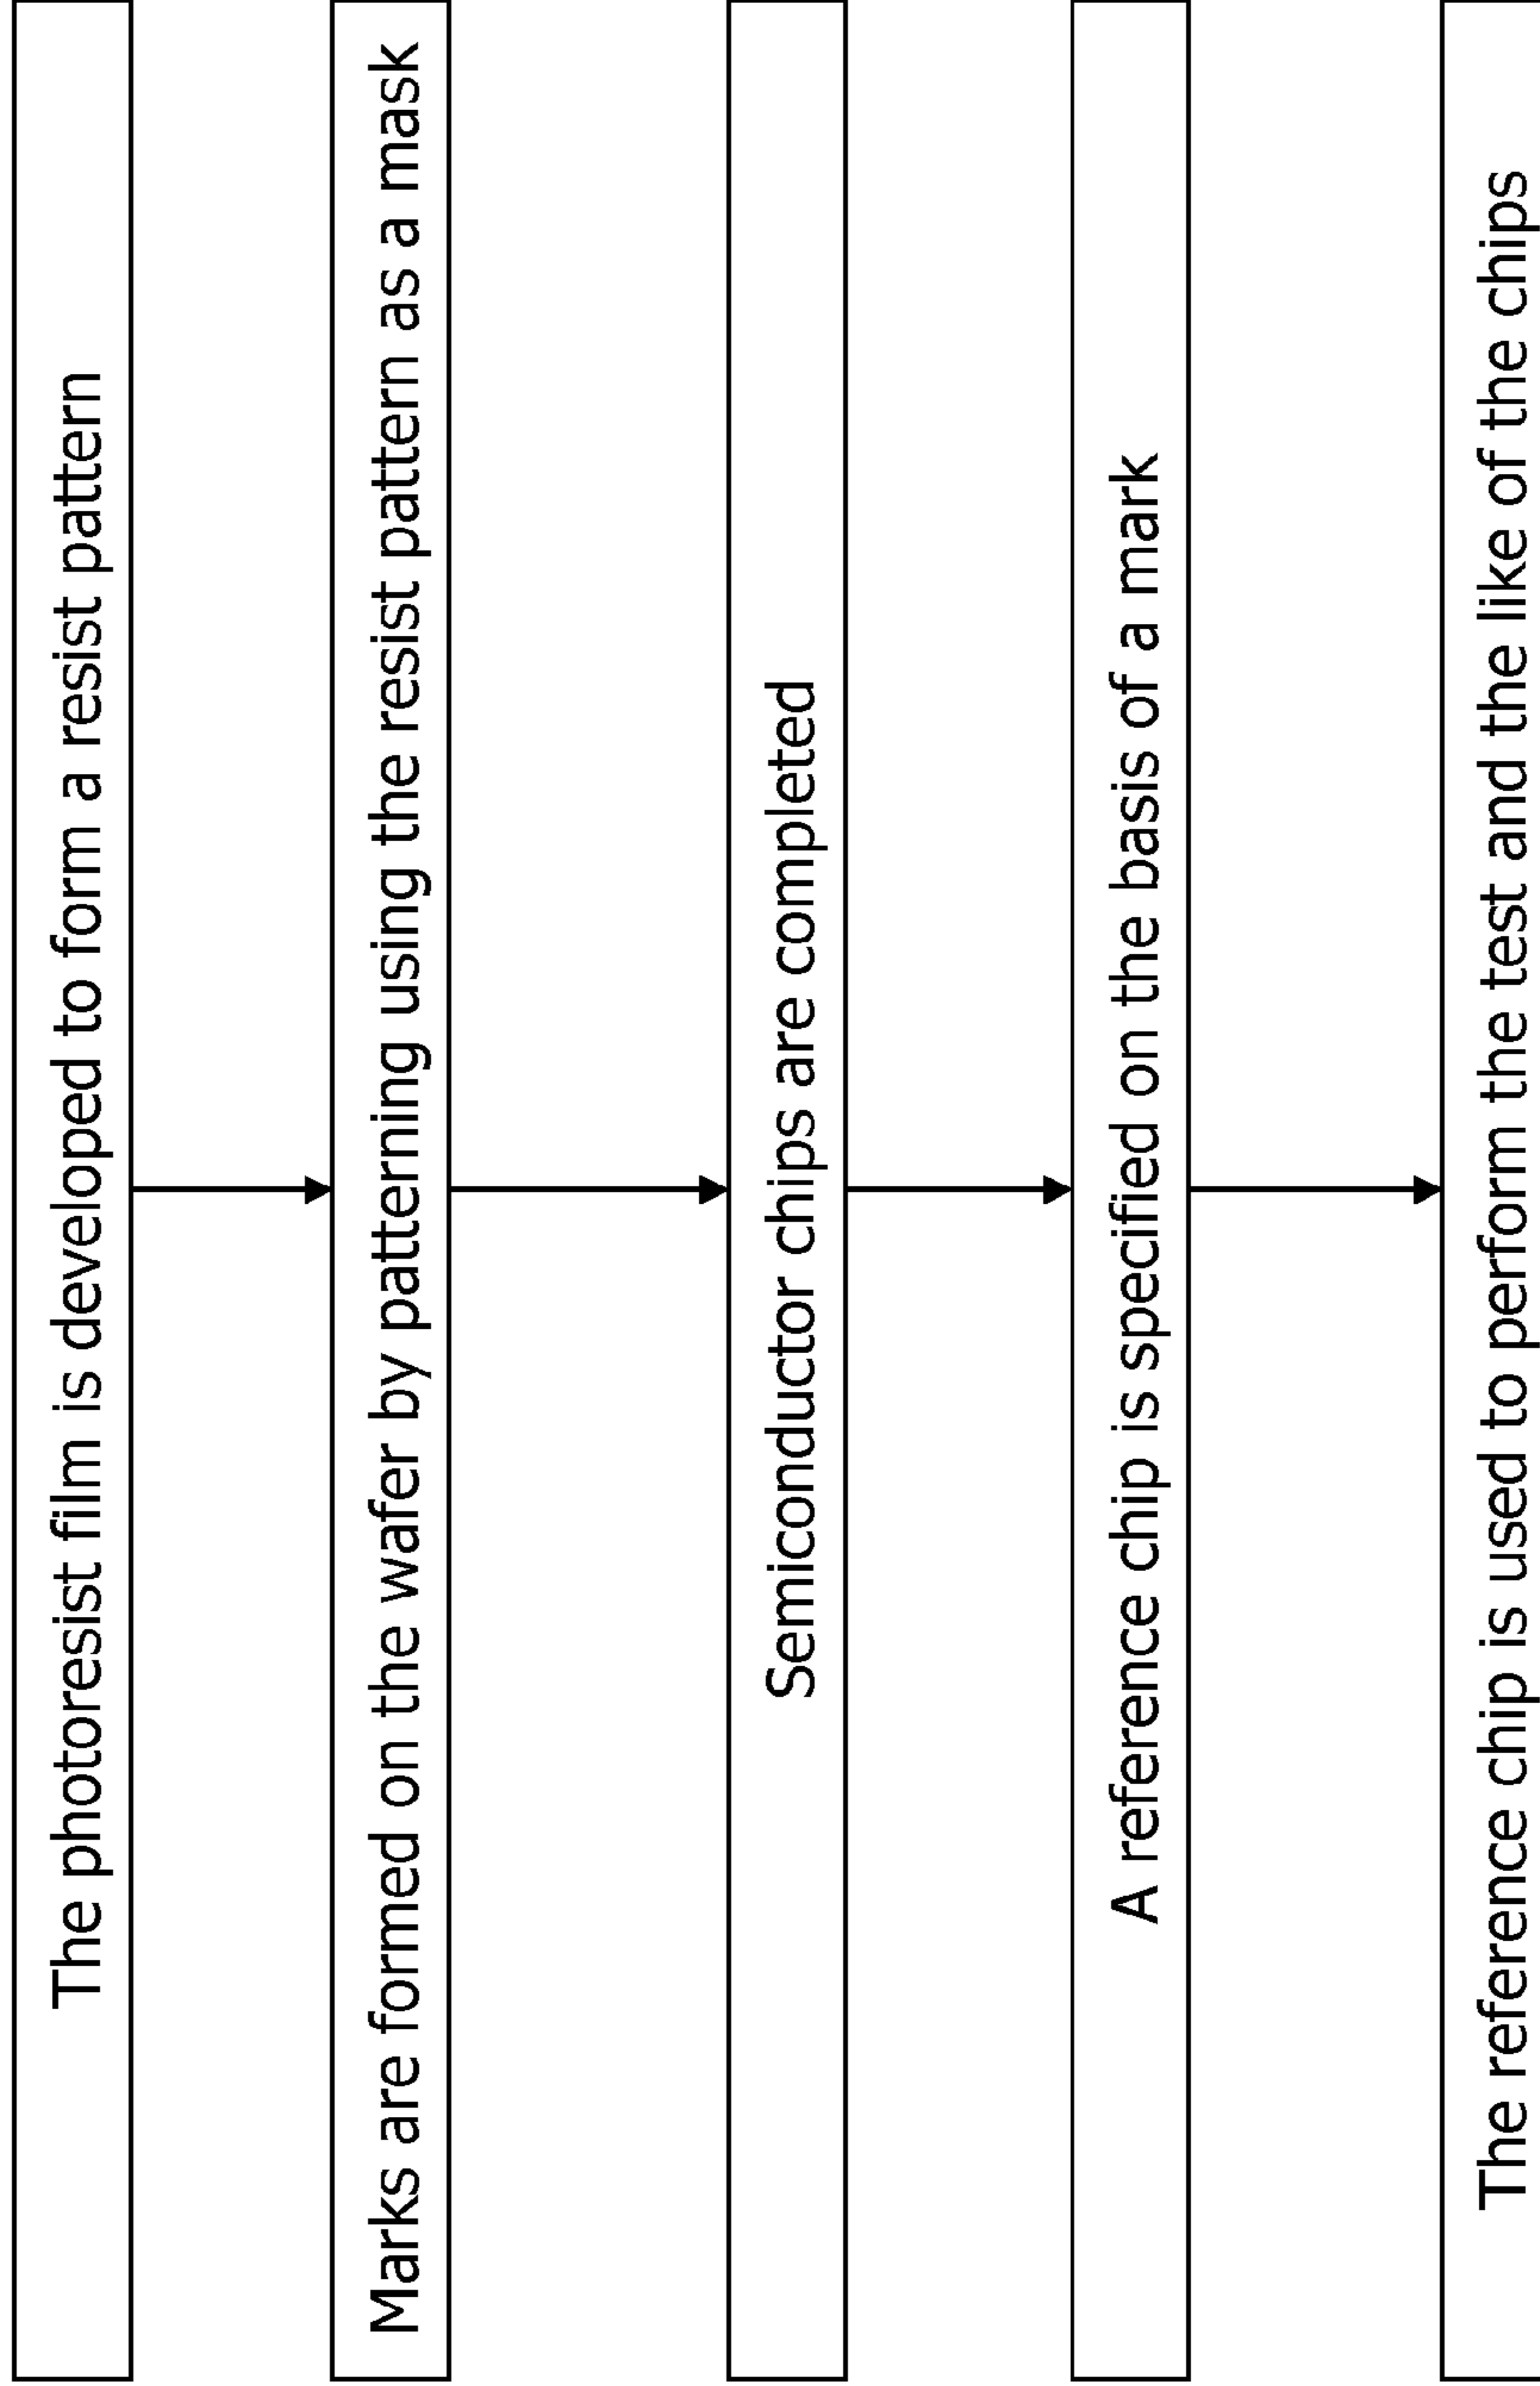 The photoresist film is developed to form a resist pattern
Marks are formed on the wafer by patterning using the resist pattern as a mask
Semiconductor chips are completed
A reference chip is specified on the basis of a mark
The reference chip is used to perform the test and the like of the chips